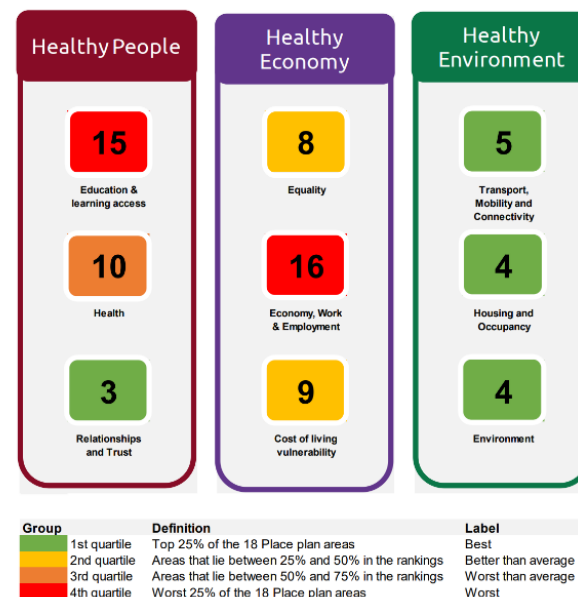 Healthy People
15
Education &
learning access
10
Health
3
Relationships
and Trust
Healthy
Economy
8
Equality
16
Economy, Work
& Employment
9
Cost of living
vulnerability
Healthy
Environment
5
Transport,
Mobility and
Connectivity
4
Housing and
Occupancy
4
Environment
Group Definition Label
1st quartile Top 25% of the 18 Place plan areas Best
2nd quartile Areas that lie between 25% and 50% in the rankings Better than average
3rd quartile Areas that lie between 50% and 75% in the rankings Worst than average
4th quartile Worst 25% of the 18 Place plan areas Worst